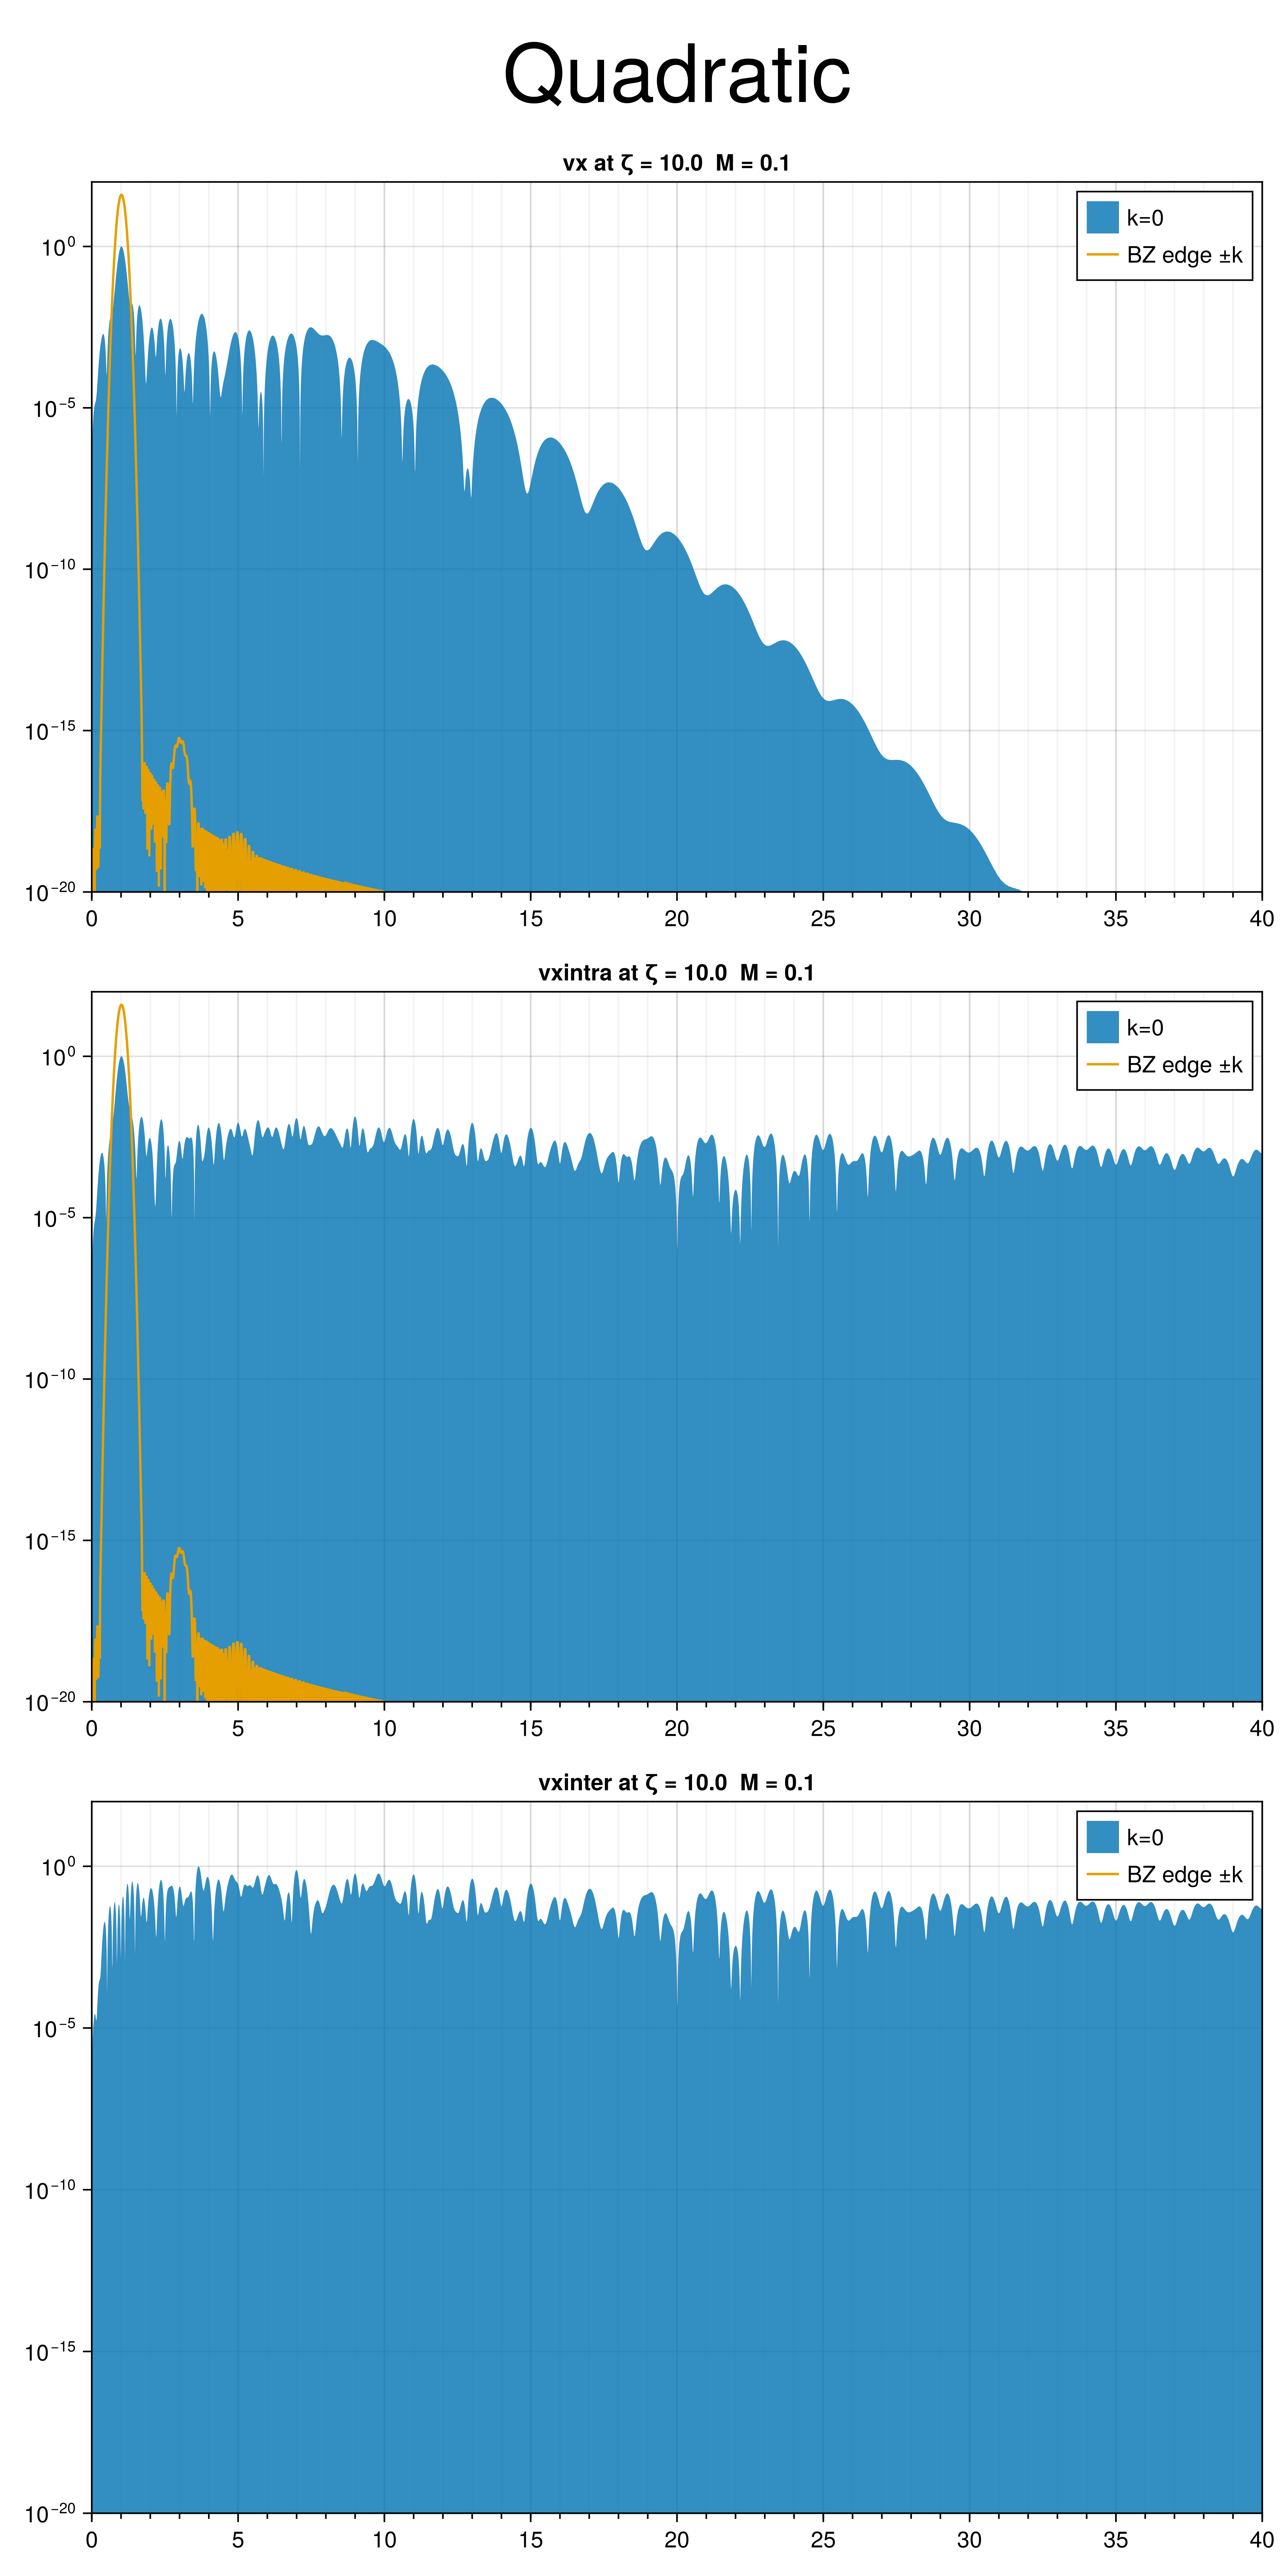 Quadratic
vx at ζ = 10.0 M = 0.1
k=0
BZ edge ±k
10⁰
10⁻⁵
10⁻¹⁰
10⁻¹⁵
10⁻²⁰
0 5 10 15 20 25 30 35 40
vxintra at ζ = 10.0 M = 0.1
k=0
BZ edge ±k
10⁰
10⁻⁵
10⁻¹⁰
10⁻¹⁵
10⁻²⁰
0 5 10 15 20 25 30 35 40
vxinter at ζ = 10.0 M = 0.1
k=0
BZ edge ±k
10⁰
10⁻⁵
10⁻¹⁰
10⁻¹⁵
10⁻²⁰
0 5 10 15 20 25 30 35 40